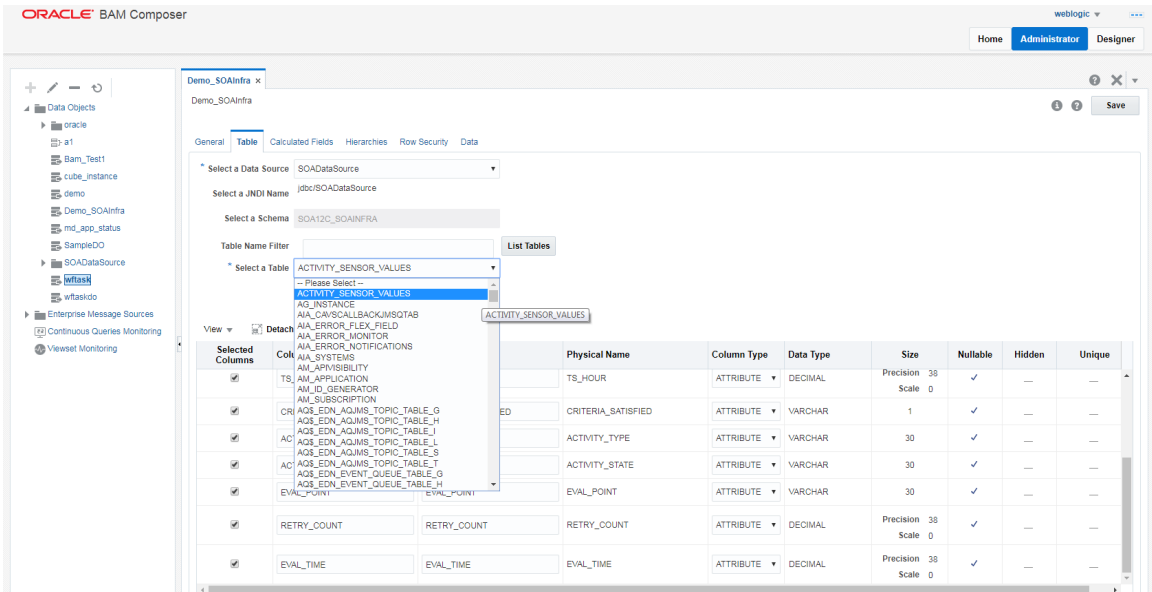 ORACLE® BAM Composer
weblogic
Home Administrator Designer
Demo_SOAInfra ×
Data Objects
oracle
a1
Bam_Test1
cube_instance
demo
Demo_SOAInfra
md_app_status
SampleDO
SOADataSource
wftask
wftaskdo
Enterprise Message Sources
Continuous Queries Monitoring
Viewset Monitoring
Demo_SOAInfra
Save
General Table Calculated Fields Hierarchies Row Security Data
* Select a Data Source SOADataSource
Select a JNDI Name jdbc/SOADataSource
Select a Schema SOA12C_SOAINFRA
Table Name Filter List Tables
* Select a Table ACTIVITY_SENSOR_VALUES
-- Please Select --
ACTIVITY_SENSOR_VALUES
AG_INSTANCE
AIA_CAVSCALLBACKJMSQTAB
AIA_ERROR_FLEX_FIELD
AIA_ERROR_MONITOR
AIA_ERROR_NOTIFICATIONS
AIA_SYSTEMS
AM_APIVISIBILITY
AM_APPLICATION
AM_ID_GENERATOR
AM_SUBSCRIPTION
AQ$_EDN_AQJMS_TOPIC_TABLE_G
AQ$_EDN_AQJMS_TOPIC_TABLE_H
AQ$_EDN_AQJMS_TOPIC_TABLE_I
AQ$_EDN_AQJMS_TOPIC_TABLE_L
AQ$_EDN_AQJMS_TOPIC_TABLE_S
AQ$_EDN_AQJMS_TOPIC_TABLE_T
AQ$_EDN_EVENT_QUEUE_TABLE_G
AQ$_EDN_EVENT_QUEUE_TABLE_H
ACTIVITY_SENSOR_VALUES
View Detach
Selected Columns Colu Physical Name Column Type Data Type Size Nullable Hidden Unique
TS_ TS_HOUR ATTRIBUTE DECIMAL Precision 38 Scale 0
CRI ED CRITERIA_SATISFIED ATTRIBUTE VARCHAR 1
AC ACTIVITY_TYPE ATTRIBUTE VARCHAR 30
AC ACTIVITY_STATE ATTRIBUTE VARCHAR 30
EVAL_POINT EVAL_POINT EVAL_POINT ATTRIBUTE VARCHAR 30
RETRY_COUNT RETRY_COUNT RETRY_COUNT ATTRIBUTE DECIMAL Precision 38 Scale 0
EVAL_TIME EVAL_TIME EVAL_TIME ATTRIBUTE DECIMAL Precision 38 Scale 0